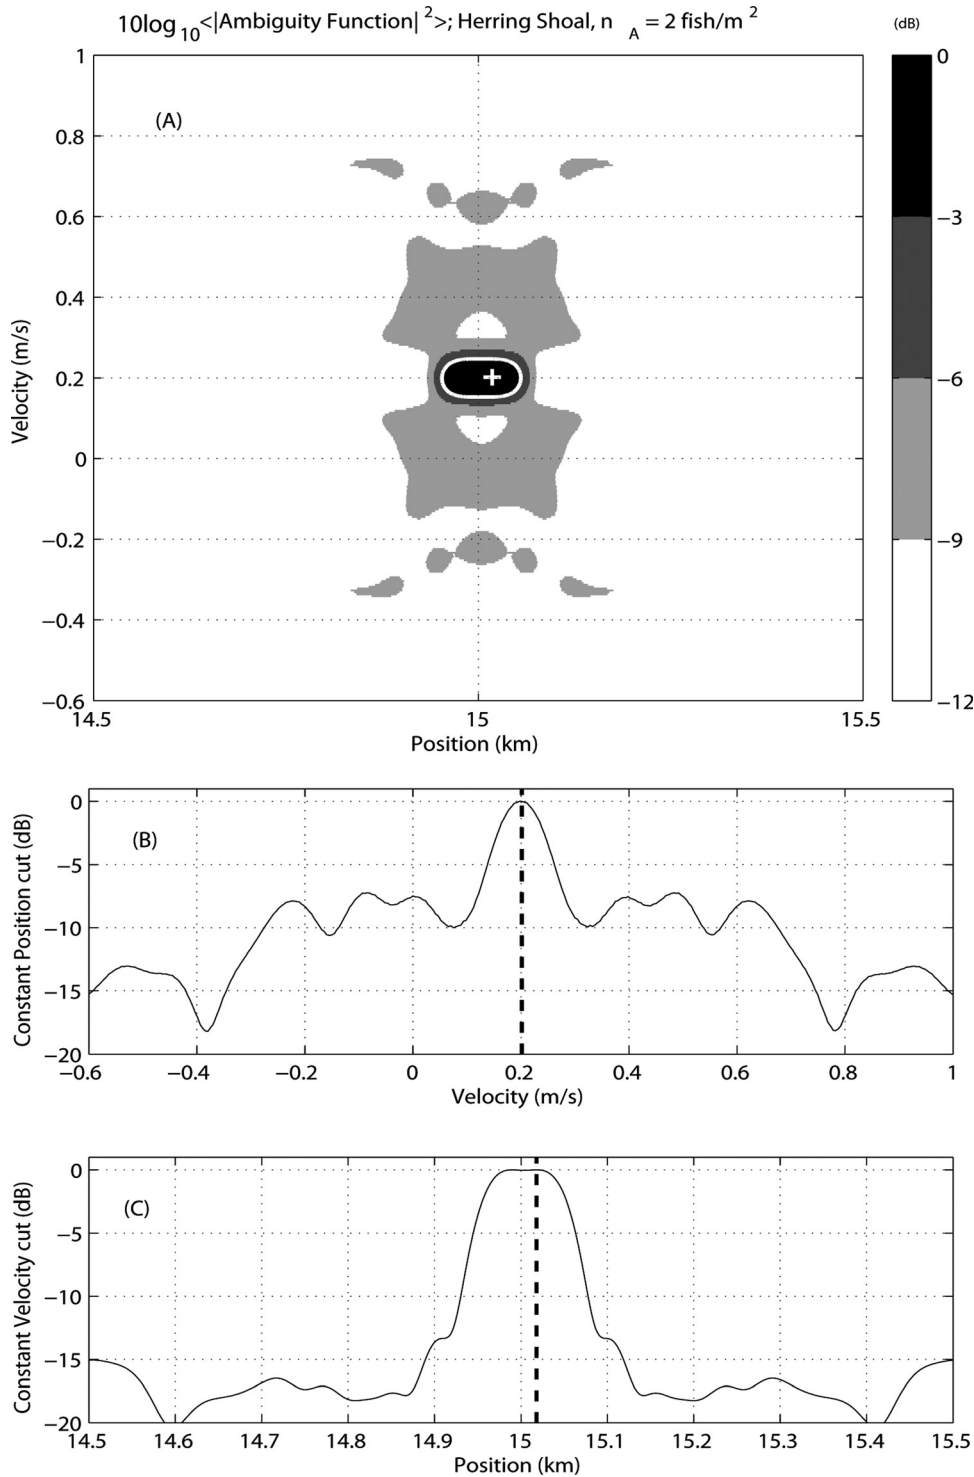 10log 10 <|Ambiguity Function| 2 >; Herring Shoal, n A = 2 fish/m 2
(dB)
(A)
1
0.8
0.6
0.4
0.2
0
−0.2
−0.4
−0.6
Velocity (m/s)
14.5 15 15.5
Position (km)
0
−3
−6
−9
−12
(B)
Constant Position cut (dB)
0
−5
−10
−15
−20
−0.6 −0.4 −0.2 0 0.2 0.4 0.6 0.8 1
Velocity (m/s)
(C)
Constant Velocity cut (dB)
0
−5
−10
−15
−20
14.5 14.6 14.7 14.8 14.9 15 15.1 15.2 15.3 15.4 15.5
Position (km)